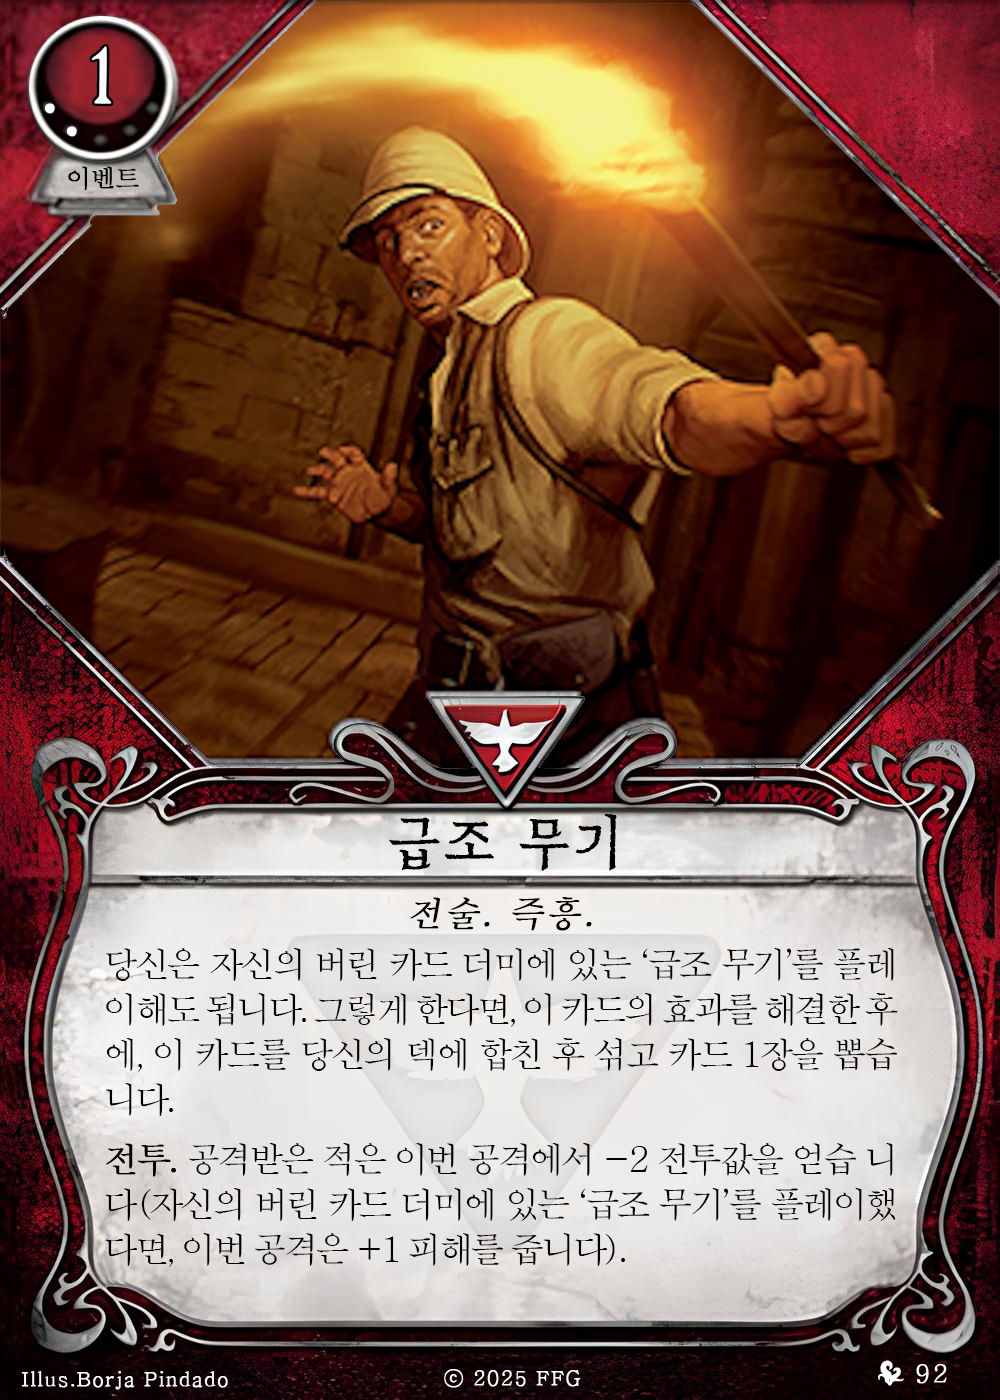 1
이벤트
급조 무기
전술. 즉흥.
당신은 자신의 버린 카드 더미에 있는 ‘급조 무기’를 플레
이해도 됩니다. 그렇게 한다면, 이 카드의 효과를 해결한 후
에, 이 카드를 당신의 덱에 합친 후 섞고 카드 1장을 뽑습
니다.
전투. 공격받은 적은 이번 공격에서 –2 전투값을 얻습 니
다(자신의 버린 카드 더미에 있는 ‘급조 무기’를 플레이했
다면, 이번 공격은 +1 피해를 줍니다).
Illus.Borja Pindado
© 2025 FFG
92